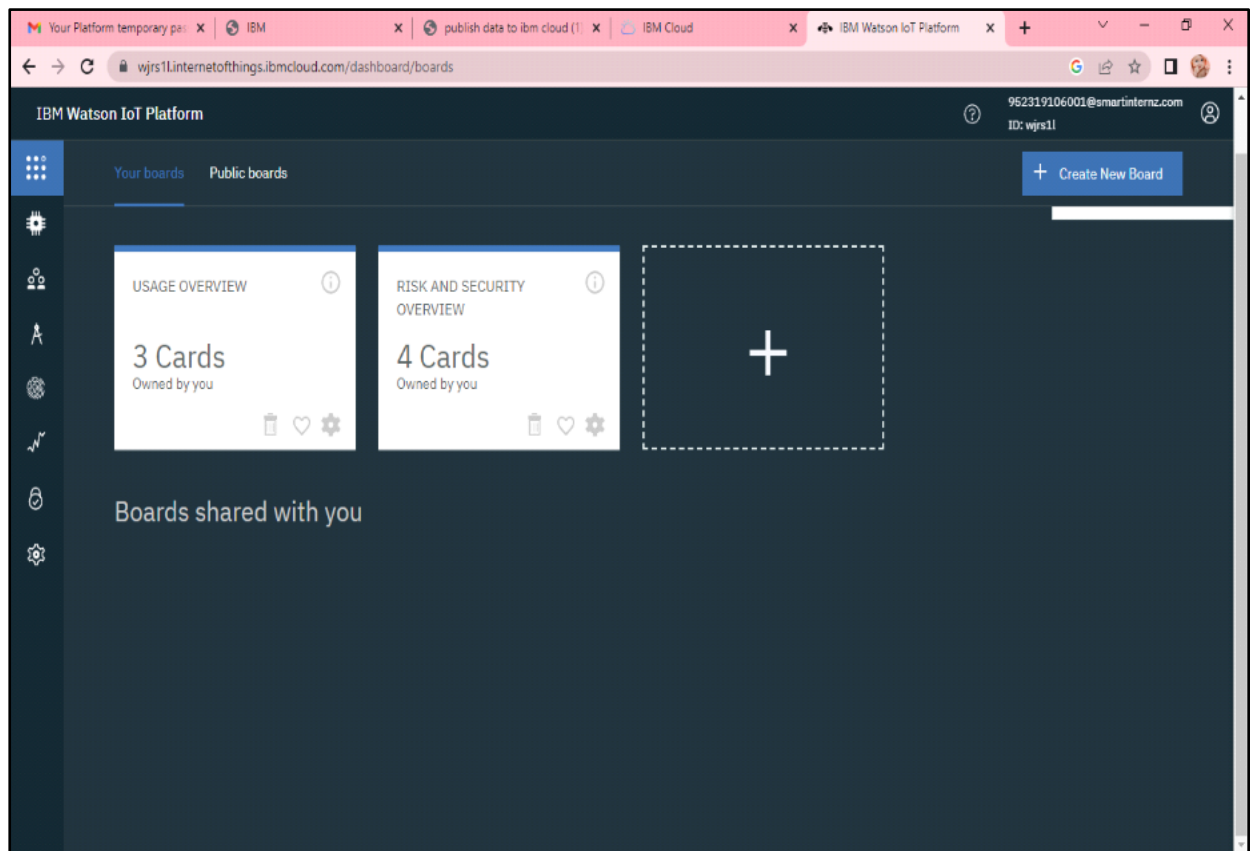 Your Platform temporary pas
IBM
publish data to ibm cloud (1)
IBM Cloud
IBM Watson IoT Platform
wjrs1l.internetofthings.ibmcloud.com/dashboard/boards
IBM Watson IoT Platform
952319106001@smartinternz.com
ID: wjrs1l
Your boards
Public boards
+ Create New Board
USAGE OVERVIEW
3 Cards
Owned by you
RISK AND SECURITY
OVERVIEW
4 Cards
Owned by you
Boards shared with you